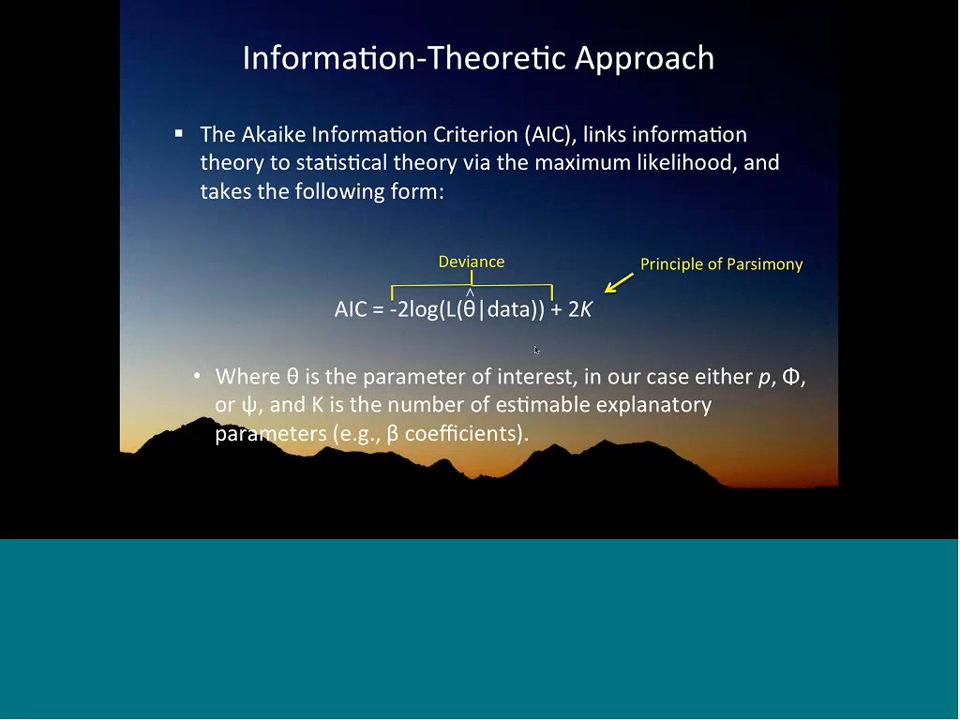 Information-Theoretic Approach
▪ The Akaike Information Criterion (AIC), links information
theory to statistical theory via the maximum likelihood, and
takes the following form:
Deviance
Principle of Parsimony
AIC = -2log(L(θ̂|data)) + 2K
• Where θ is the parameter of interest, in our case either p, Φ,
or ψ, and K is the number of estimable explanatory
parameters (e.g., β coefficients).